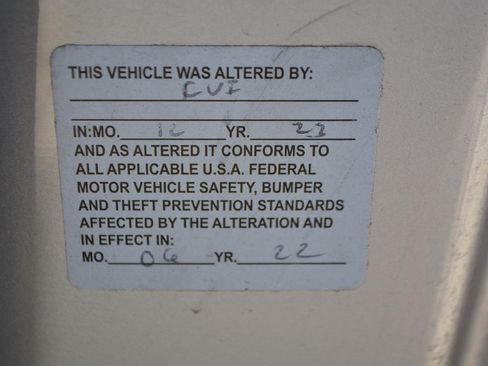 THIS VEHICLE WAS ALTERED BY:
CVI
IN:MO. 12 YR. 23
AND AS ALTERED IT CONFORMS TO
ALL APPLICABLE U.S.A. FEDERAL
MOTOR VEHICLE SAFETY, BUMPER
AND THEFT PREVENTION STANDARDS
AFFECTED BY THE ALTERATION AND
IN EFFECT IN:
MO. 06 YR. 22